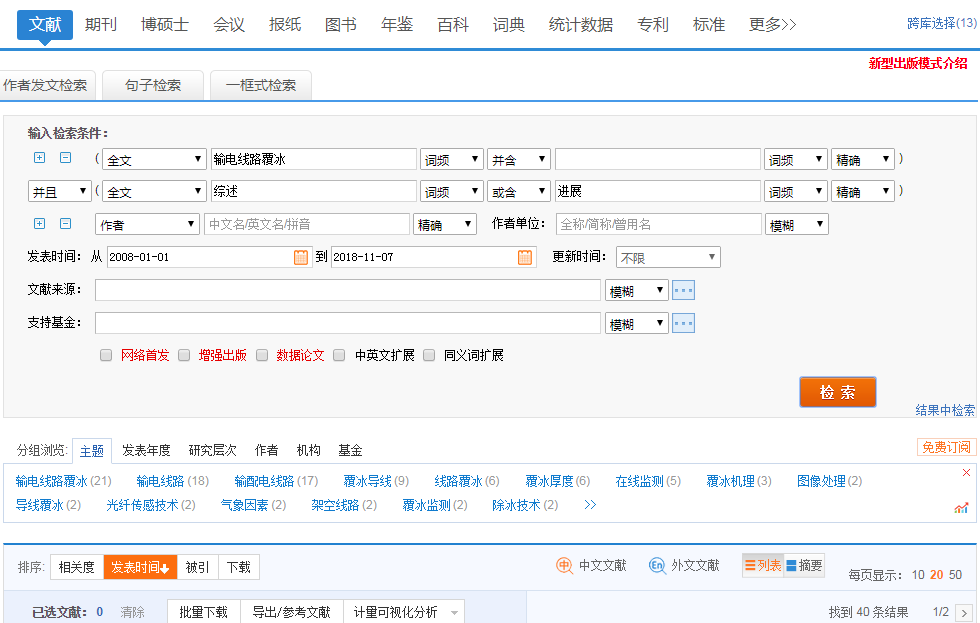 文献 期刊 博硕士 会议 报纸 图书 年鉴 百科 词典 统计数据 专利 标准 更多>> 跨库选择(13)
新型出版模式介绍
作者发文检索 句子检索 一框式检索
输入检索条件：
( 全文 输电线路覆冰 词频 并含 词频 精确 )
并且 ( 全文 综述 词频 或含 进展 词频 精确 )
作者 中文名/英文名/拼音 精确 作者单位： 全称/简称/曾用名 模糊
发表时间： 从 2008-01-01 到 2018-11-07 更新时间： 不限
文献来源： 模糊 ...
支持基金： 模糊 ...
网络首发 增强出版 数据论文 中英文扩展 同义词扩展
检 索
结果中检索
分组浏览: 主题 发表年度 研究层次 作者 机构 基金 免费订阅
输电线路覆冰(21) 输电线路(18) 输配电线路(17) 覆冰导线(9) 线路覆冰(6) 覆冰厚度(6) 在线监测(5) 覆冰机理(3) 图像处理(2)
导线覆冰(2) 光纤传感技术(2) 气象因素(2) 架空线路(2) 覆冰监测(2) 除冰技术(2) >>
排序: 相关度 发表时间↓ 被引 下载 中 中文文献 En 外文文献 列表 摘要 每页显示： 10 20 50
已选文献： 0 清除 批量下载 导出/参考文献 计量可视化分析 找到 40 条结果 1/2 >